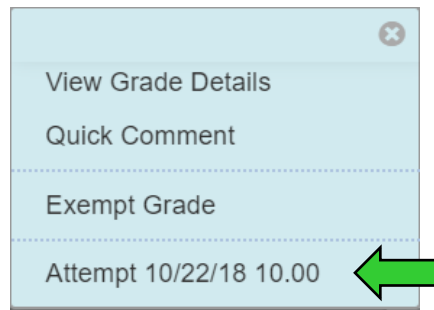 View Grade Details
Quick Comment
Exempt Grade
Attempt 10/22/18 10.00